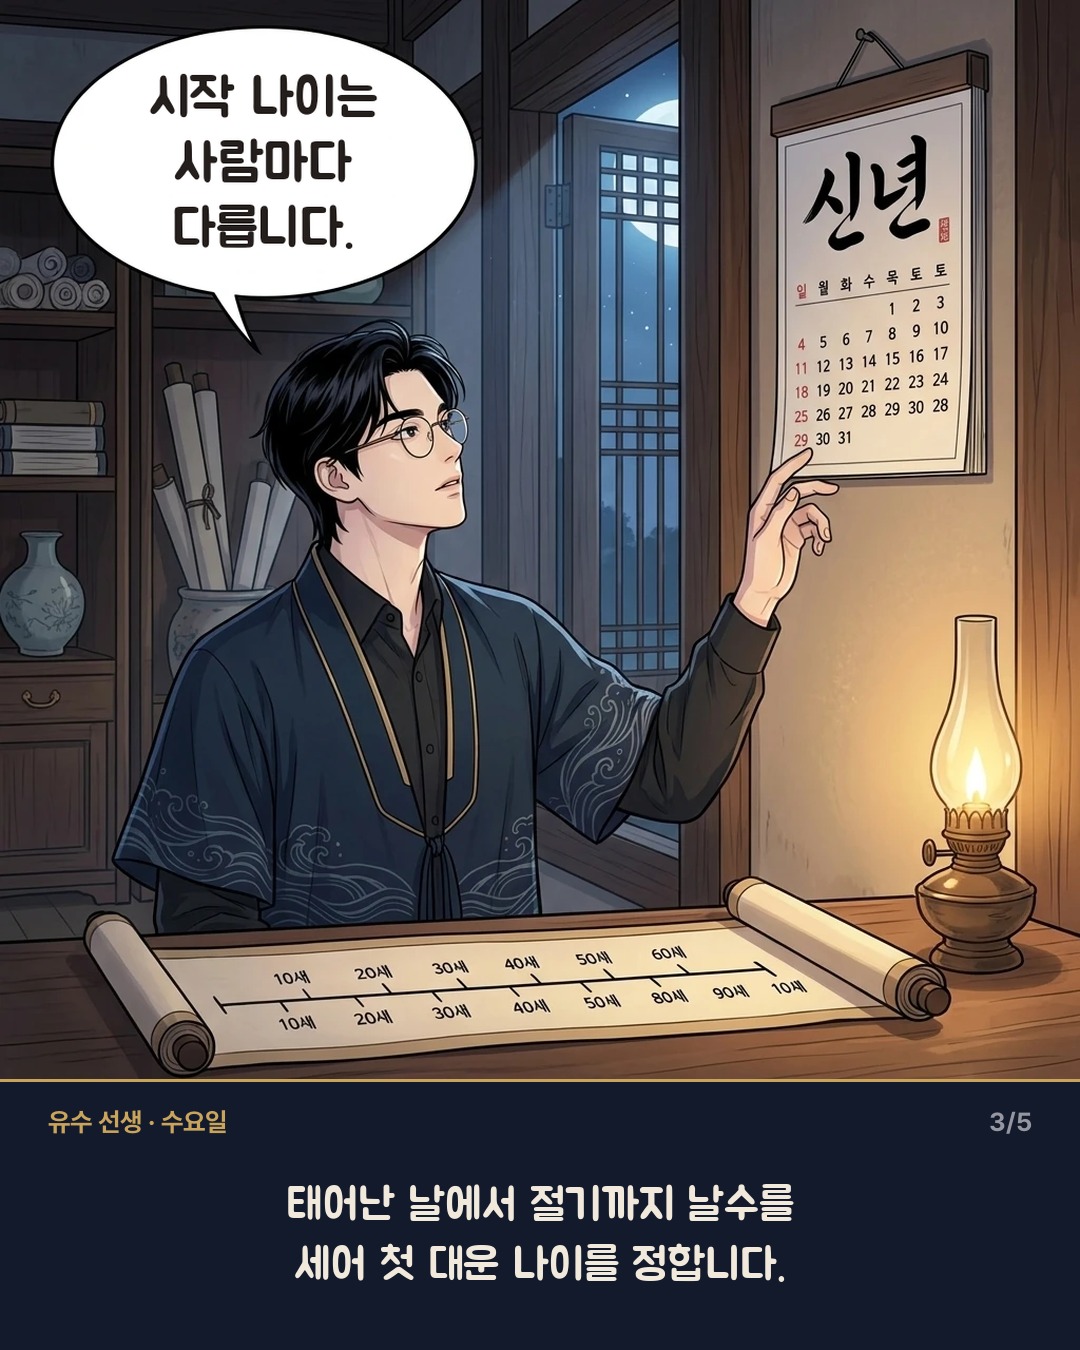 시작 나이는
사람마다
다릅니다.
신년
일 월 화 수 목 토 토
1 2 3
4 5 6 7 8 9 10
11 12 13 14 15 16 17
18 19 20 21 22 23 24
25 26 27 28 29 30 28
29 30 31
10세 20세 30세 40세 50세 60세
10세 20세 30세 40세 50세 80세 90세 10세
유수 선생 · 수요일
3/5
태어난 날에서 절기까지 날수를
세어 첫 대운 나이를 정합니다.